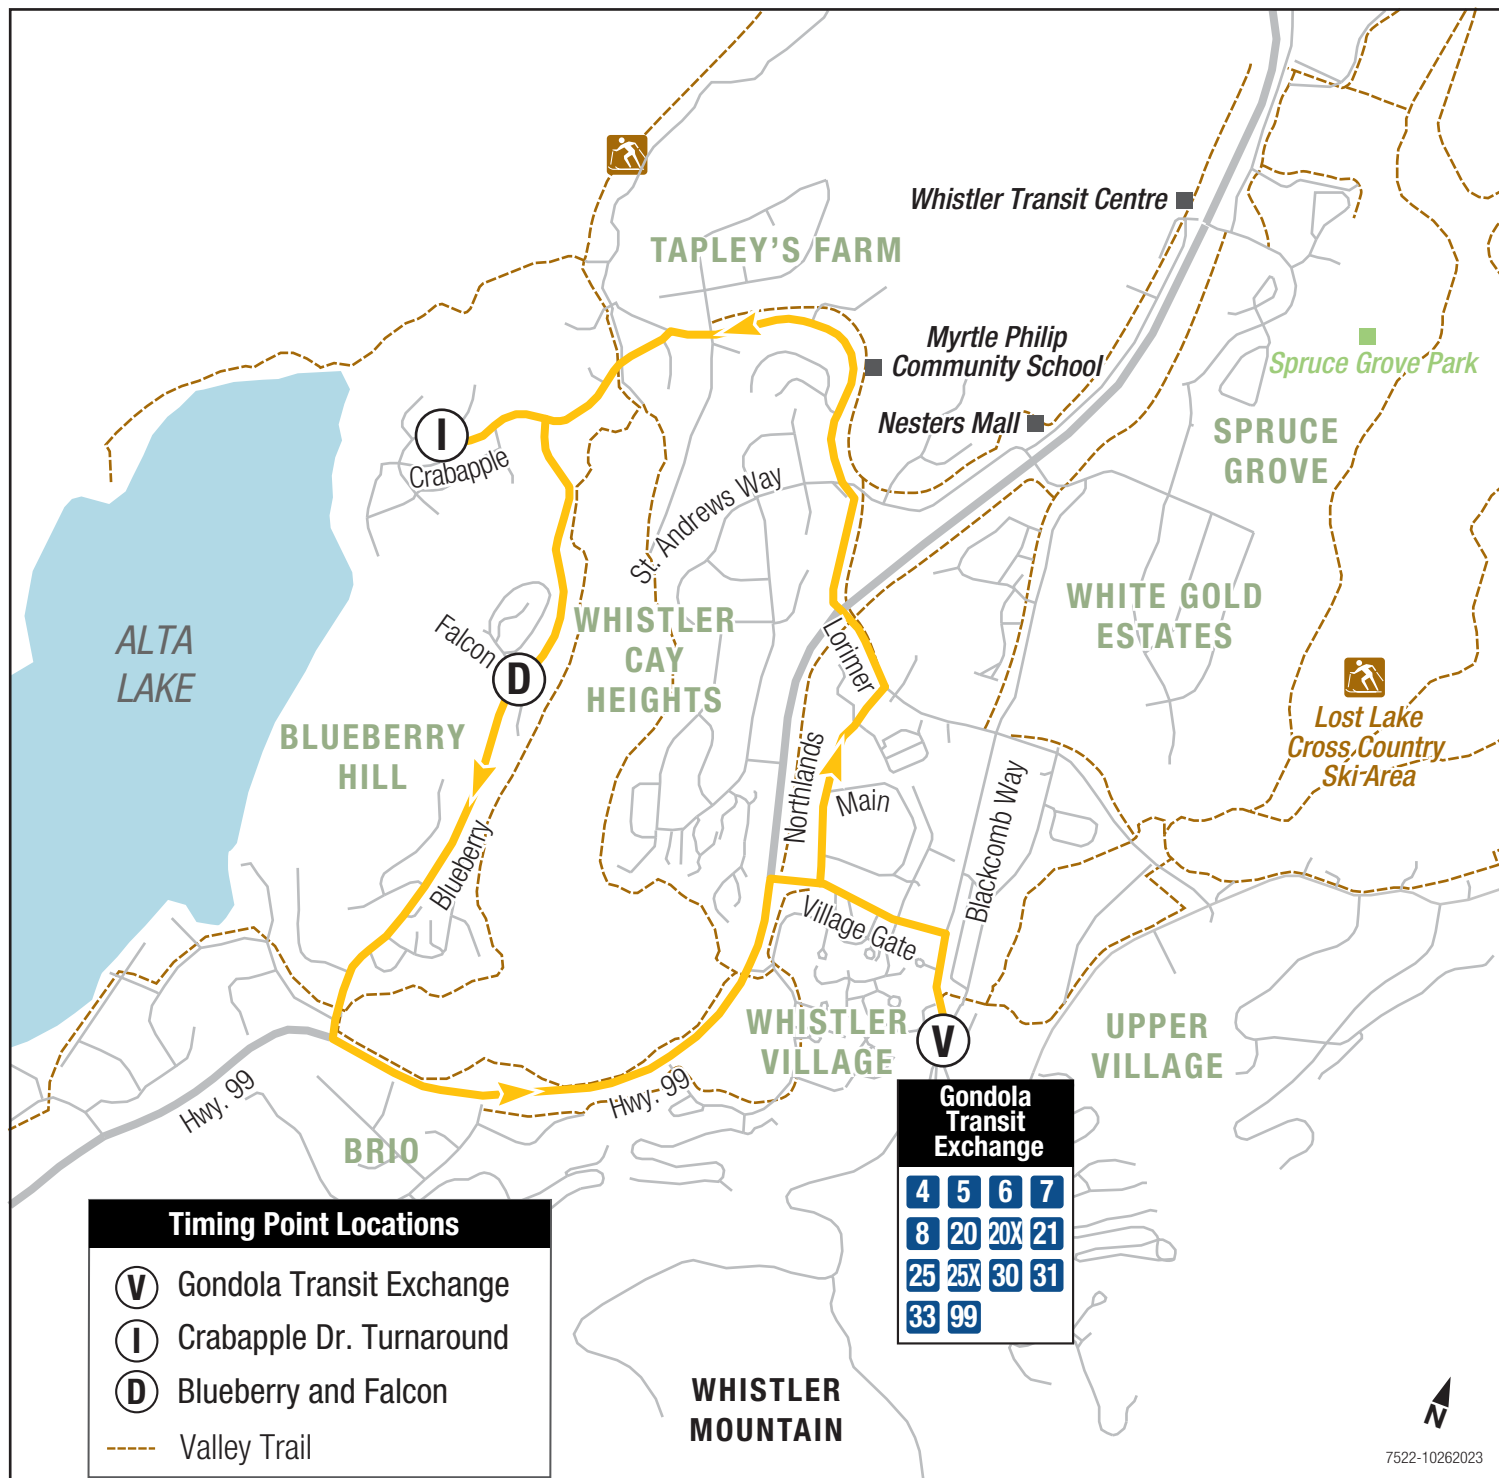 Whistler Transit Centre
TAPLEY'S FARM
Myrtle Philip
Community School
Spruce Grove Park
Nesters Mall
SPRUCE
GROVE
I
Crabapple
St. Andrews Way
WHITE GOLD
ESTATES
WHISTLER
CAY
HEIGHTS
Falcon
D
Lorimer
ALTA
LAKE
BLUEBERRY
HILL
Lost Lake
Cross Country
Ski Area
Northlands
Main
Blackcomb Way
Blueberry
Village Gate
WHISTLER
VILLAGE
V
UPPER
VILLAGE
Hwy. 99
Hwy. 99
BRIO
Gondola
Transit
Exchange
4 5 6 7
8 20 20X 21
25 25X 30 31
33 99
Timing Point Locations
V Gondola Transit Exchange
I Crabapple Dr. Turnaround
D Blueberry and Falcon
Valley Trail
WHISTLER
MOUNTAIN
N
7522-10262023